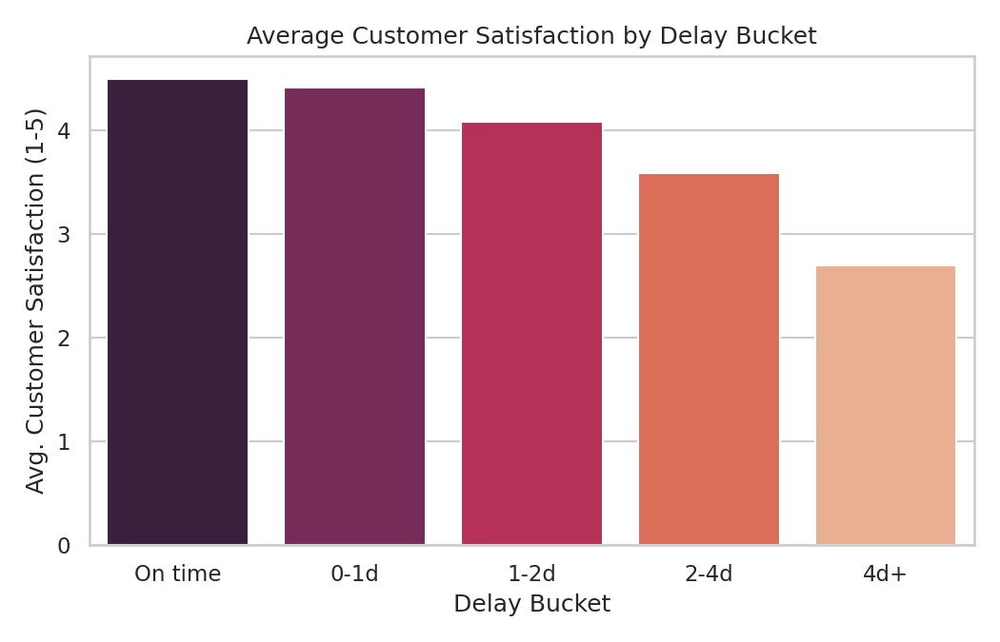 Average Customer Satisfaction by Delay Bucket
Avg. Customer Satisfaction (1-5)
4
3
2
1
0
On time 0-1d 1-2d 2-4d 4d+
Delay Bucket